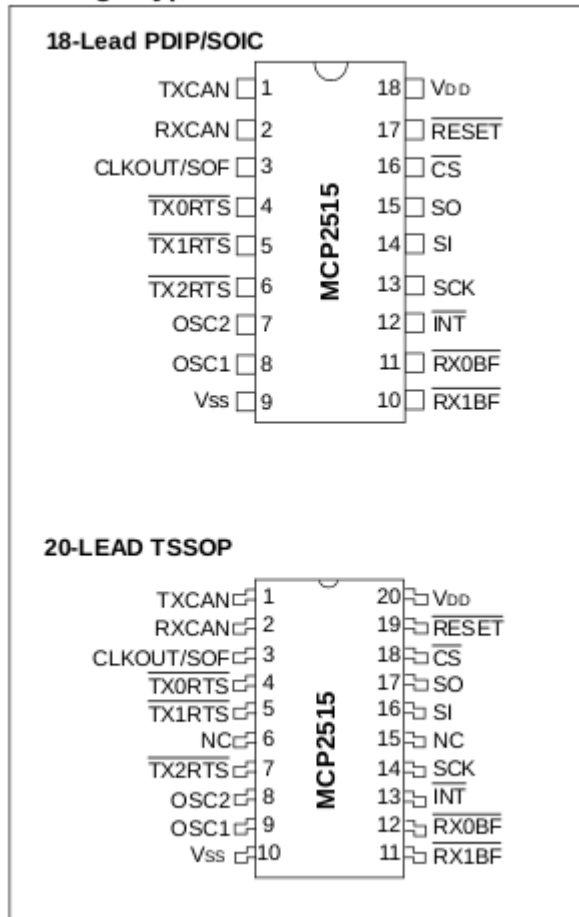 18-Lead PDIP/SOIC
TXCAN 1 18 VDD
RXCAN 2 17 RESET
CLKOUT/SOF 3 16 CS
TX0RTS 4 15 SO
TX1RTS 5 14 SI
TX2RTS 6 13 SCK
OSC2 7 12 INT
OSC1 8 11 RX0BF
Vss 9 10 RX1BF
MCP2515
20-LEAD TSSOP
TXCAN 1 20 VDD
RXCAN 2 19 RESET
CLKOUT/SOF 3 18 CS
TX0RTS 4 17 SO
TX1RTS 5 16 SI
NC 6 15 NC
TX2RTS 7 14 SCK
OSC2 8 13 INT
OSC1 9 12 RX0BF
Vss 10 11 RX1BF
MCP2515